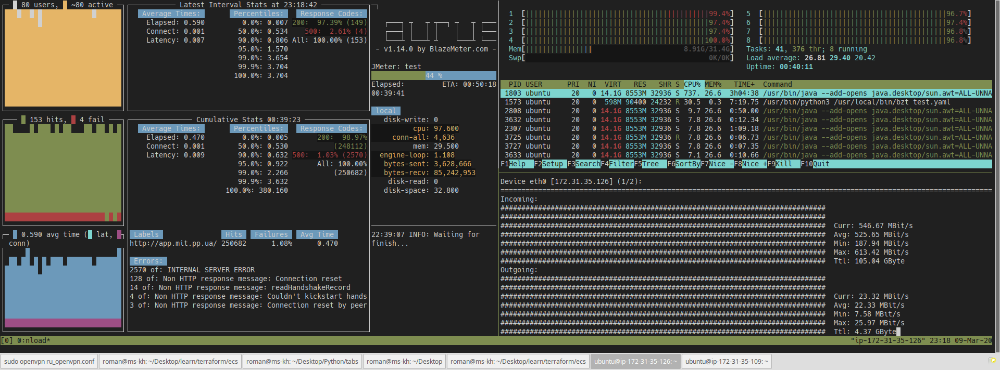 80 users, ~80 active
Latest Interval Stats at 23:18:42
Average Times: Percentiles: Response Codes:
Elapsed: 0.590 0.0%: 0.007 200: 97.39% (149)
Connect: 0.001 50.0%: 0.534 500: 2.61% (4)
Latency: 0.007 90.0%: 0.806 All: 100.00% (153)
95.0%: 1.570
99.0%: 3.654
99.9%: 3.704
100.0%: 3.704
153 hits, 4 fail
Cumulative Stats 00:39:23
Average Times: Percentiles: Response Codes:
Elapsed: 0.470 0.0%: 0.005 200: 98.97%
Connect: 0.001 50.0%: 0.530 (248112)
Latency: 0.009 90.0%: 0.632 500: 1.03% (2570)
95.0%: 0.922 All: 100.00%
99.0%: 2.266 (250682)
99.9%: 3.632
100.0%: 380.160
0.590 avg time ( lat,
conn)
Labels Hits Failures Avg Time
http://app.mit.pp.ua/ 250682 1.08% 0.470
Errors:
2570 of: INTERNAL SERVER ERROR
128 of: Non HTTP response message: Connection reset
14 of: Non HTTP response message: readHandshakeRecord
4 of: Non HTTP response message: Couldn't kickstart hands
3 of: Non HTTP response message: Connection reset by peer
taurus
- v1.14.0 by BlazeMeter.com -
JMeter: test
44 %
Elapsed: ETA: 00:50:18
00:39:41
local
disk-write: 0
cpu: 97.600
conn-all: 4,636
mem: 29.500
engine-loop: 1.108
bytes-sent: 3,628,666
bytes-recv: 85,242,953
disk-read: 0
disk-space: 32.800
22:39:07 INFO: Waiting for
finish...
1 [99.4%] 5 [96.7%]
2 [97.4%] 6 [97.4%]
3 [97.4%] 7 [96.8%]
4 [100.0%] 8 [96.8%]
Mem[8.91G/31.4G] Tasks: 41, 376 thr; 8 running
Swp[0K/0K] Load average: 26.81 29.40 20.42
Uptime: 00:40:11
PID USER PRI NI VIRT RES SHR S CPU% MEM% TIME+ Command
1803 ubuntu 20 0 14.1G 8553M 32936 S 737. 26.6 3h04:38 /usr/bin/java --add-opens java.desktop/sun.awt=ALL-UNNA
1573 ubuntu 20 0 598M 90400 24232 R 30.5 0.3 7:19.75 /usr/bin/python3 /usr/local/bin/bzt test.yaml
2808 ubuntu 20 0 14.1G 8553M 32936 S 9.7 26.6 0:50.00 /usr/bin/java --add-opens java.desktop/sun.awt=ALL-UNNA
3632 ubuntu 20 0 14.1G 8553M 32936 S 7.8 26.6 0:12.34 /usr/bin/java --add-opens java.desktop/sun.awt=ALL-UNNA
2307 ubuntu 20 0 14.1G 8553M 32936 S 7.8 26.6 1:09.18 /usr/bin/java --add-opens java.desktop/sun.awt=ALL-UNNA
3725 ubuntu 20 0 14.1G 8553M 32936 R 7.8 26.6 0:06.73 /usr/bin/java --add-opens java.desktop/sun.awt=ALL-UNNA
3727 ubuntu 20 0 14.1G 8553M 32936 S 7.8 26.6 0:07.35 /usr/bin/java --add-opens java.desktop/sun.awt=ALL-UNNA
3633 ubuntu 20 0 14.1G 8553M 32936 S 7.1 26.6 0:10.66 /usr/bin/java --add-opens java.desktop/sun.awt=ALL-UNNA
F1Help F2Setup F3SearchF4FilterF5Tree F6SortByF7Nice -F8Nice +F9Kill F10Quit
Device eth0 [172.31.35.126] (1/2):
Incoming:
Curr: 546.67 MBit/s
Avg: 525.65 MBit/s
Min: 187.94 MBit/s
Max: 613.42 MBit/s
Ttl: 105.04 GByte
Outgoing:
Curr: 23.32 MBit/s
Avg: 22.33 MBit/s
Min: 7.58 MBit/s
Max: 25.97 MBit/s
Ttl: 4.37 GByte
[0] 0:nload* "ip-172-31-35-126" 23:18 09-Mar-20
sudo openvpn ru_openvpn.conf
roman@ms-kh: ~/Desktop/learn/terraform/ecs
roman@ms-kh: ~/Desktop/Python/tabs
roman@ms-kh: ~/Desktop
roman@ms-kh: ~/Desktop/learn/terraform/ecs
ubuntu@ip-172-31-35-126: ~
ubuntu@ip-172-31-35-109: ~